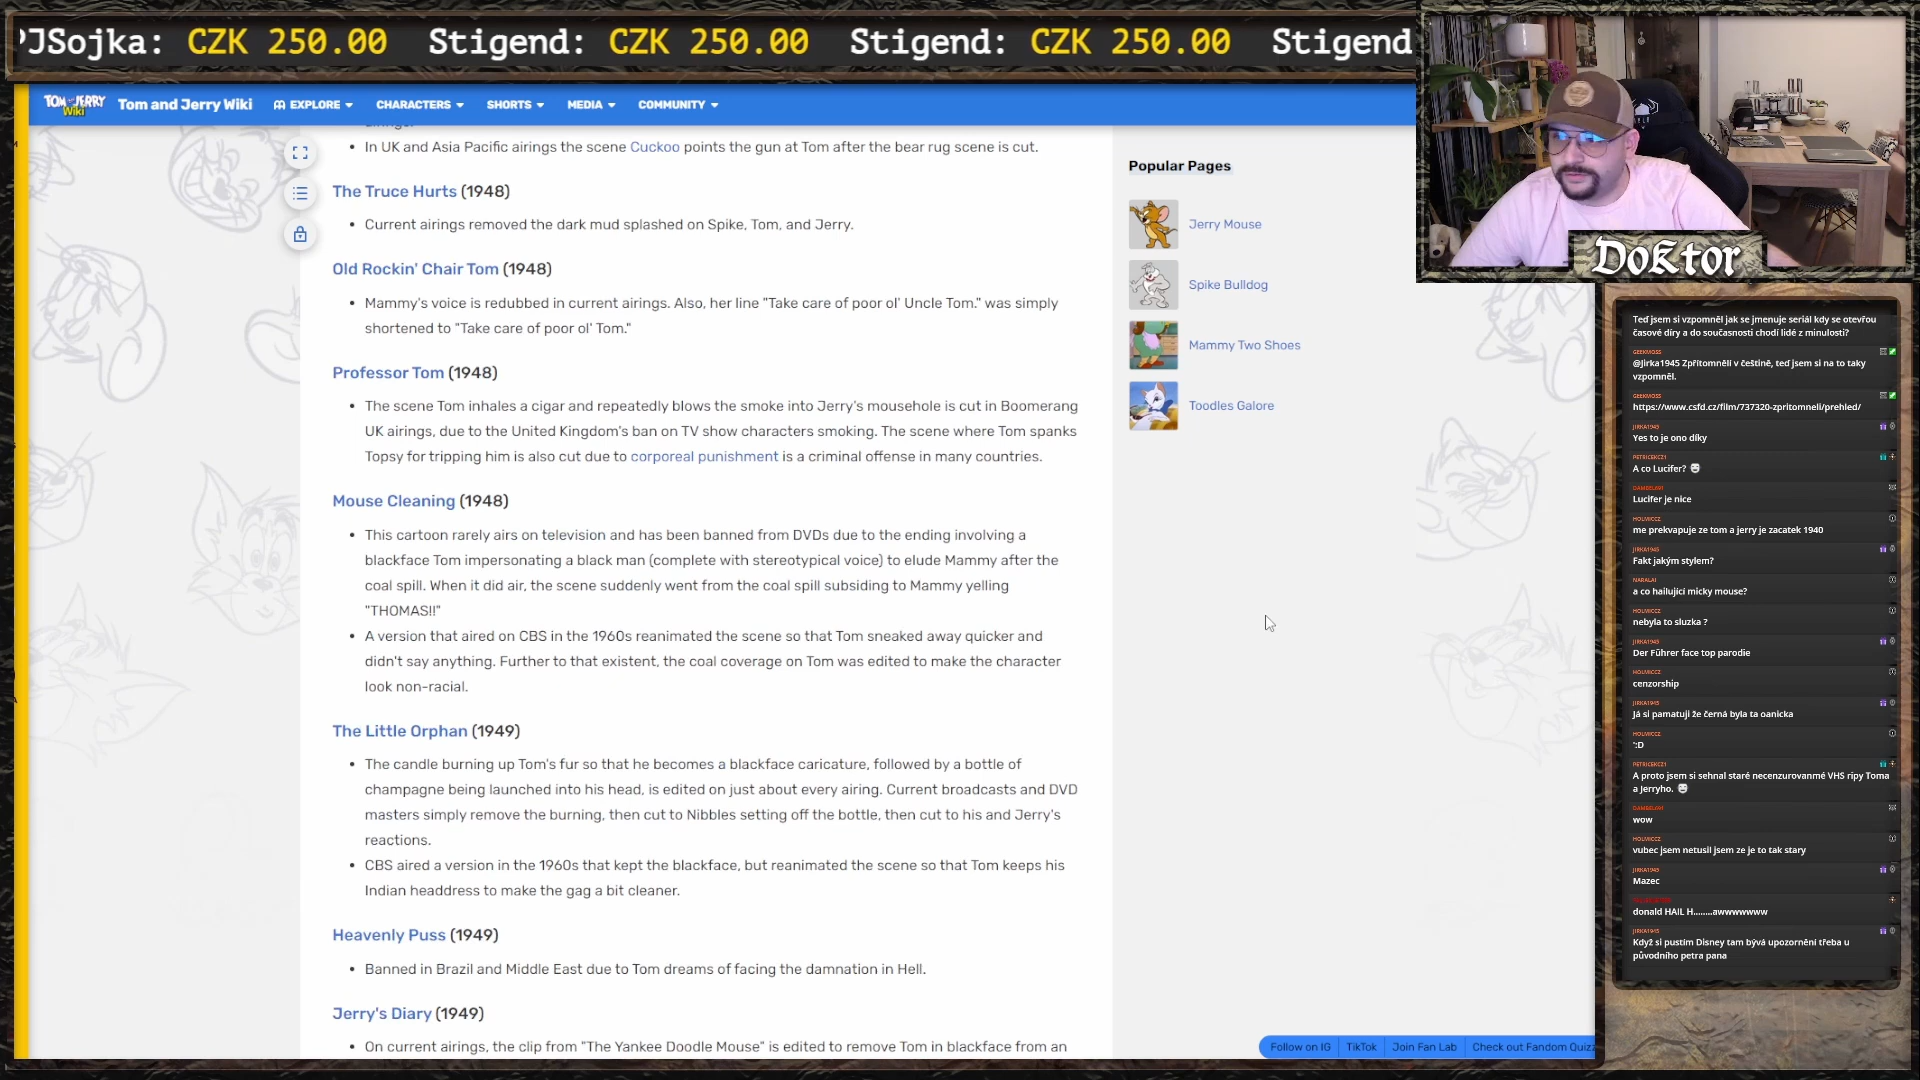 PJSojka: CZK 250.00 Stigend: CZK 250.00 Stigend: CZK 250.00 Stigend
TOM and JERRY
Wiki
Tom and Jerry Wiki
EXPLORE
CHARACTERS
SHORTS
MEDIA
COMMUNITY
• In UK and Asia Pacific airings the scene Cuckoo points the gun at Tom after the bear rug scene is cut.
The Truce Hurts (1948)
• Current airings removed the dark mud splashed on Spike, Tom, and Jerry.
Old Rockin' Chair Tom (1948)
• Mammy's voice is redubbed in current airings. Also, her line "Take care of poor ol' Uncle Tom." was simply
shortened to "Take care of poor ol' Tom."
Professor Tom (1948)
• The scene Tom inhales a cigar and repeatedly blows the smoke into Jerry's mousehole is cut in Boomerang
UK airings, due to the United Kingdom's ban on TV show characters smoking. The scene where Tom spanks
Topsy for tripping him is also cut due to corporeal punishment is a criminal offense in many countries.
Mouse Cleaning (1948)
• This cartoon rarely airs on television and has been banned from DVDs due to the ending involving a
blackface Tom impersonating a black man (complete with stereotypical voice) to elude Mammy after the
coal spill. When it did air, the scene suddenly went from the coal spill subsiding to Mammy yelling
"THOMAS!!"
• A version that aired on CBS in the 1960s reanimated the scene so that Tom sneaked away quicker and
didn't say anything. Further to that existent, the coal coverage on Tom was edited to make the character
look non-racial.
The Little Orphan (1949)
• The candle burning up Tom's fur so that he becomes a blackface caricature, followed by a bottle of
champagne being launched into his head, is edited on just about every airing. Current broadcasts and DVD
masters simply remove the burning, then cut to Nibbles setting off the bottle, then cut to his and Jerry's
reactions.
• CBS aired a version in the 1960s that kept the blackface, but reanimated the scene so that Tom keeps his
Indian headdress to make the gag a bit cleaner.
Heavenly Puss (1949)
• Banned in Brazil and Middle East due to Tom dreams of facing the damnation in Hell.
Jerry's Diary (1949)
• On current airings, the clip from "The Yankee Doodle Mouse" is edited to remove Tom in blackface from an
Popular Pages
Jerry Mouse
Spike Bulldog
Mammy Two Shoes
Toodles Galore
Follow on IG
TikTok
Join Fan Lab
Check out Fandom Quizz
Doktor
Teď jsem si vzpomněl jak se jmenuje seriál kdy se otevřou
časové díry a do současnosti chodí lidé z minulosti?
GEEKMOSS
@Jirka1945 Zpřítomnělí v češtině, teď jsem si na to taky
vzpomněl.
GEEKMOSS
https://www.csfd.cz/film/737320-zpritomneli/prehled/
JIRKA1945
Yes to je ono díky
PETRICEKCZ1
A co Lucifer?
Lucifer je nice
HOLMICCZ
me prekvapuje ze tom a jerry je zacatek 1940
JIRKA1945
Fakt jakým stylem?
NARALAI
a co hailující micky mouse?
HOLMICCZ
nebyla to sluzka ?
JIRKA1945
Der Führer face top parodie
HOLMICCZ
cenzorship
JIRKA1945
Já si pamatuji že černá byla ta oanicka
HOLMICCZ
':D
PETRICEKCZ1
A proto jsem si sehnal staré necenzurovanmé VHS ripy Toma
a Jerryho.
wow
HOLMICCZ
vubec jsem netusil jsem ze je to tak stary
JIRKA1945
Mazec
donald HAIL H........awwwwwww
JIRKA1945
Když si pustím Disney tam bývá upozornění třeba u
původního petra pana